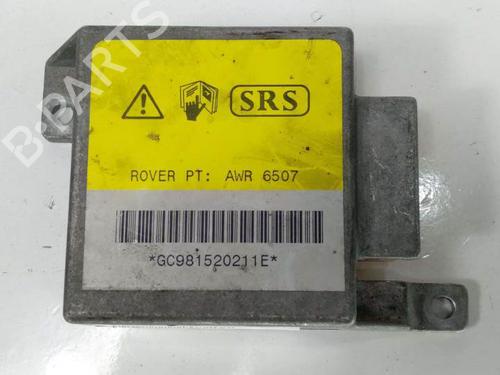 B-PARTS
SRS
ROVER PT: AWR 6507
*GC981520211E*